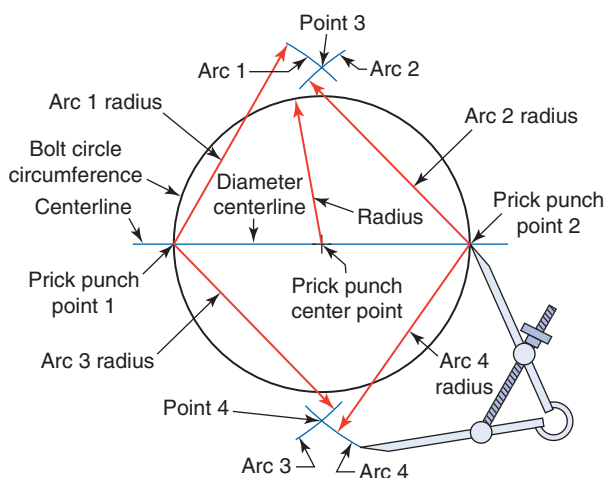 Point 3
Arc 1
Arc 2
Arc 1 radius
Arc 2 radius
Bolt circle
circumference
Diameter
centerline
Centerline
Radius
Prick punch
point 2
Prick punch
point 1
Prick punch
center point
Arc 3 radius
Arc 4
radius
Point 4
Arc 3
Arc 4